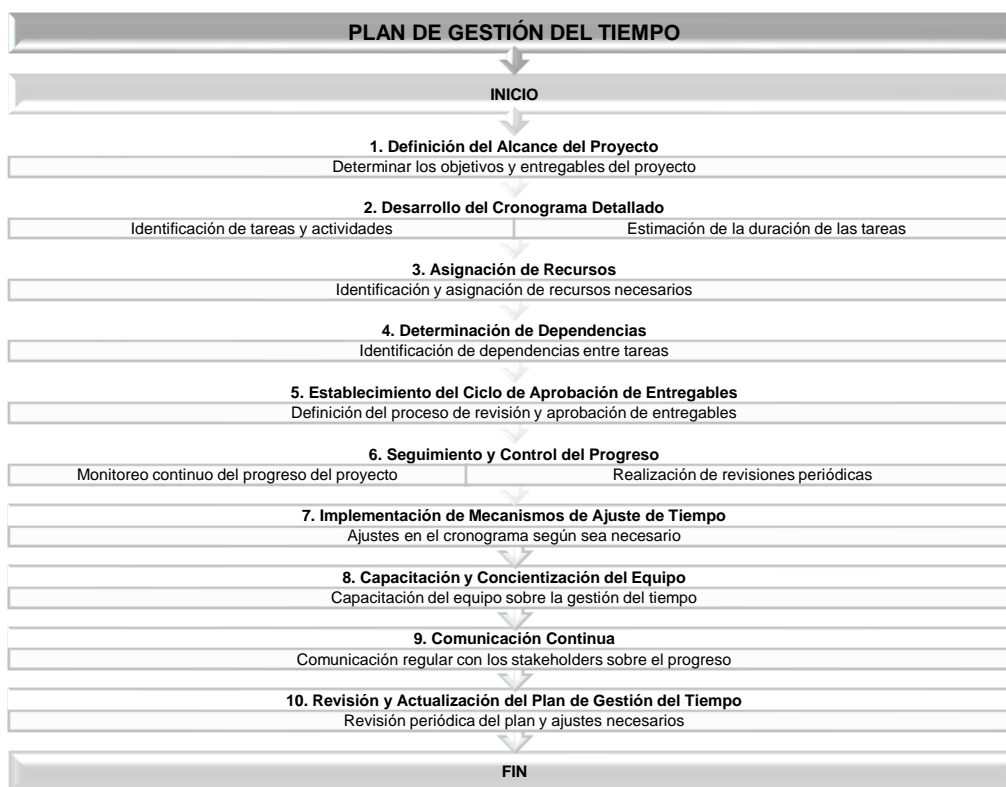 PLAN DE GESTIÓN DEL TIEMPO
INICIO
1. Definición del Alcance del Proyecto
Determinar los objetivos y entregables del proyecto
2. Desarrollo del Cronograma Detallado
Identificación de tareas y actividades
Estimación de la duración de las tareas
3. Asignación de Recursos
Identificación y asignación de recursos necesarios
4. Determinación de Dependencias
Identificación de dependencias entre tareas
5. Establecimiento del Ciclo de Aprobación de Entregables
Definición del proceso de revisión y aprobación de entregables
6. Seguimiento y Control del Progreso
Monitoreo continuo del progreso del proyecto
Realización de revisiones periódicas
7. Implementación de Mecanismos de Ajuste de Tiempo
Ajustes en el cronograma según sea necesario
8. Capacitación y Concientización del Equipo
Capacitación del equipo sobre la gestión del tiempo
9. Comunicación Continua
Comunicación regular con los stakeholders sobre el progreso
10. Revisión y Actualización del Plan de Gestión del Tiempo
Revisión periódica del plan y ajustes necesarios
FIN